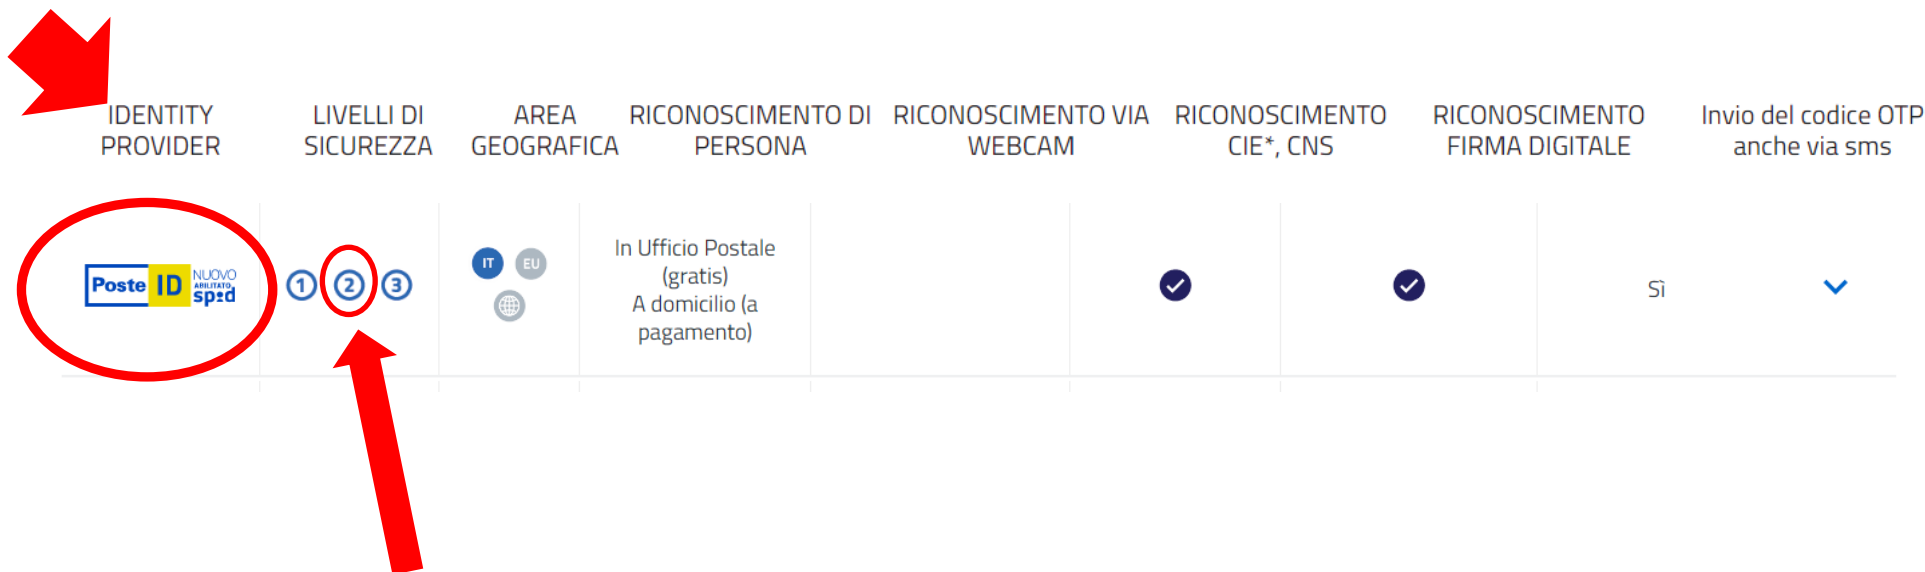 IDENTITY PROVIDER
LIVELLI DI SICUREZZA
AREA GEOGRAFICA
RICONOSCIMENTO DI PERSONA
RICONOSCIMENTO VIA WEBCAM
RICONOSCIMENTO CIE*, CNS
RICONOSCIMENTO FIRMA DIGITALE
Invio del codice OTP anche via sms
Poste ID NUOVO
ABILITATO
spid
1 2 3
IT EU
In Ufficio Postale
(gratis)
A domicilio (a
pagamento)
Sì